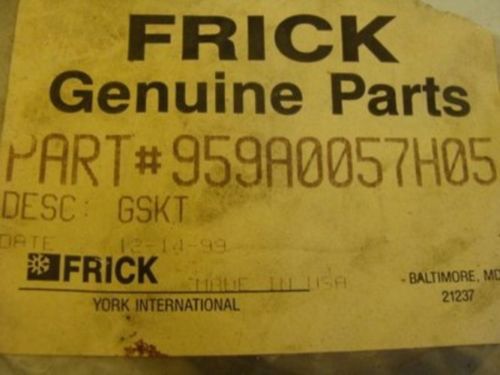 FRICK
Genuine Parts
PART# 959A0057H05
DESC: GSKT
DATE 12-14-99
FRICK
MADE IN USA
YORK INTERNATIONAL
BALTIMORE, MD
21237